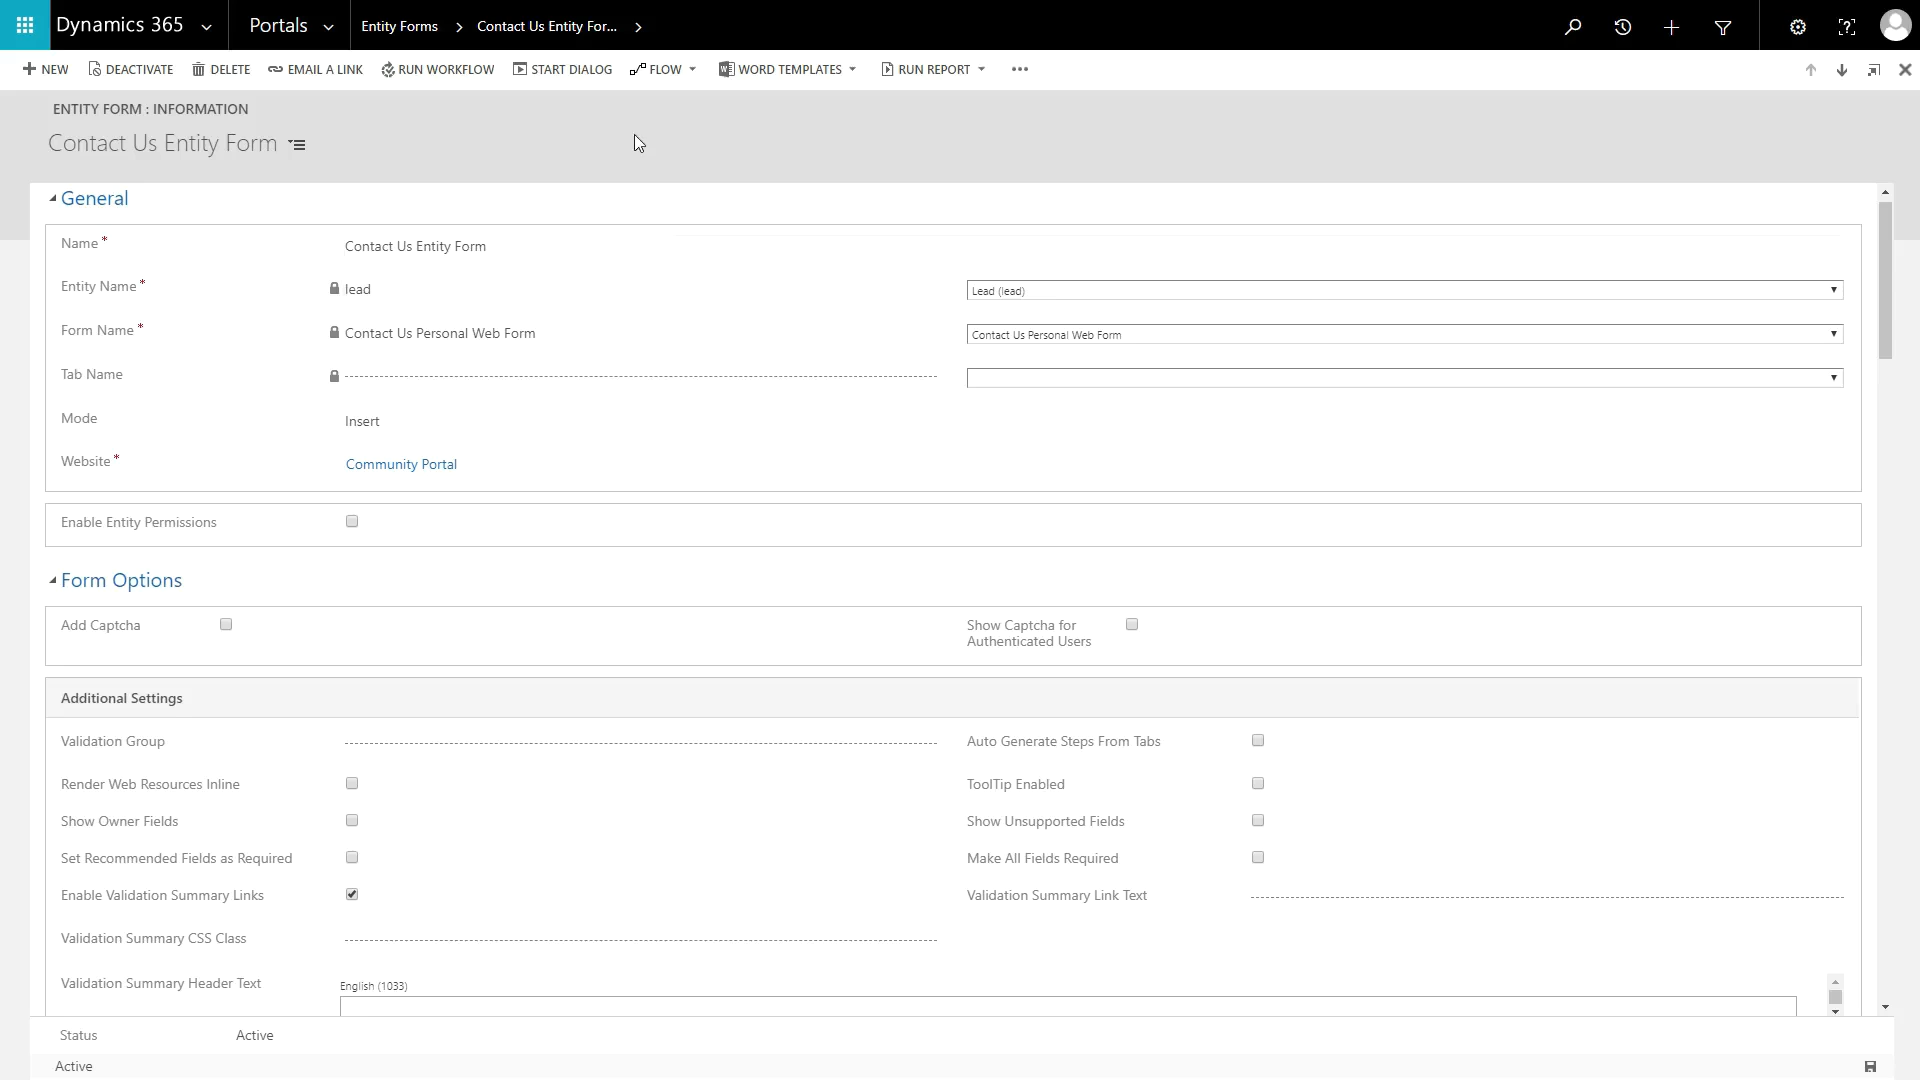 Dynamics 365 Portals Entity Forms Contact Us Entity For...
NEW DEACTIVATE DELETE EMAIL A LINK RUN WORKFLOW START DIALOG FLOW WORD TEMPLATES RUN REPORT •••
ENTITY FORM : INFORMATION
Contact Us Entity Form
General
Name * Contact Us Entity Form
Entity Name * lead Lead (lead)
Form Name * Contact Us Personal Web Form Contact Us Personal Web Form
Tab Name
Mode Insert
Website * Community Portal
Enable Entity Permissions
Form Options
Add Captcha Show Captcha for
Authenticated Users
Additional Settings
Validation Group Auto Generate Steps From Tabs
Render Web Resources Inline ToolTip Enabled
Show Owner Fields Show Unsupported Fields
Set Recommended Fields as Required Make All Fields Required
Enable Validation Summary Links Validation Summary Link Text
Validation Summary CSS Class
Validation Summary Header Text English (1033)
Status Active
Active